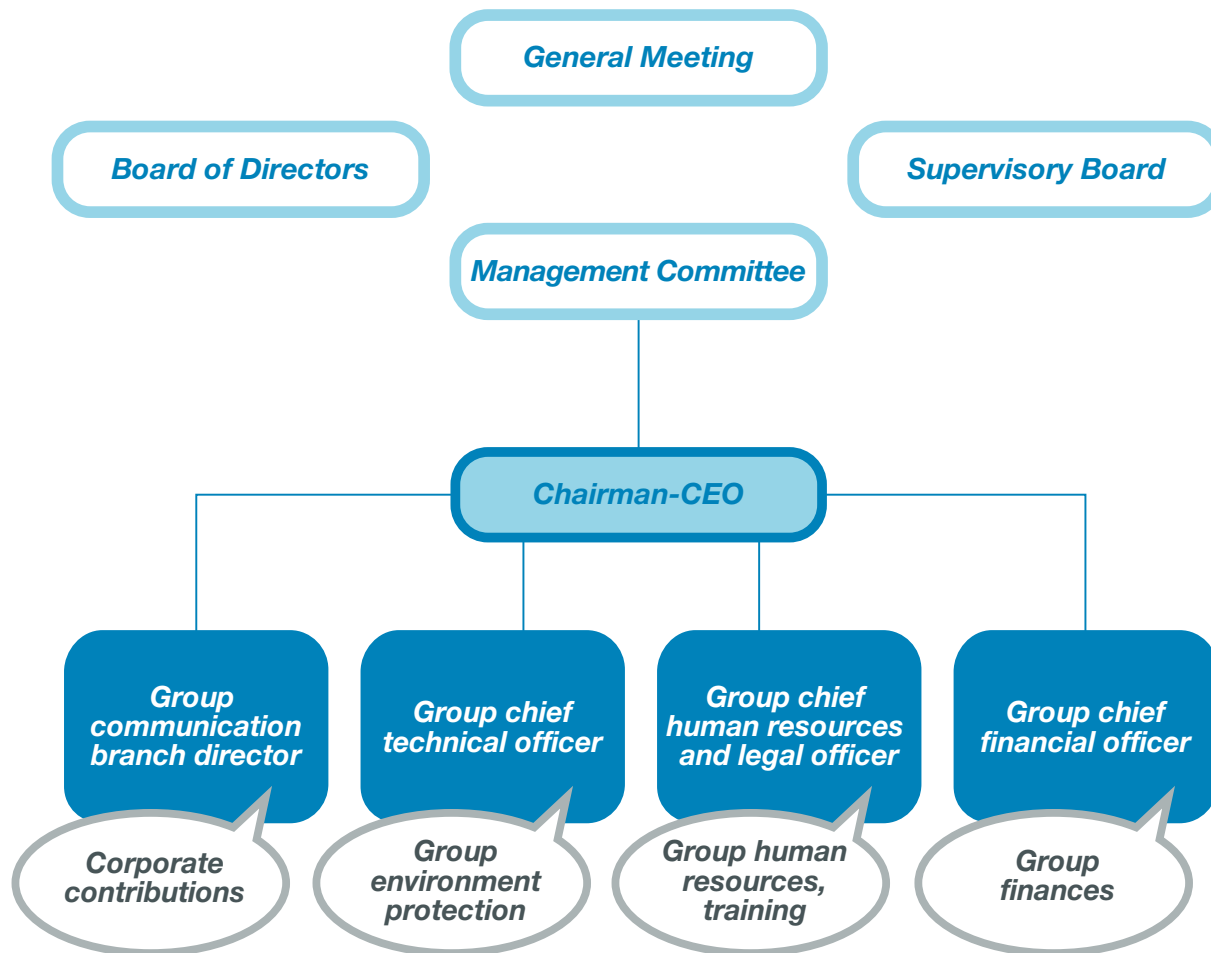 General Meeting
Board of Directors
Supervisory Board
Management Committee
Chairman-CEO
Group
communication
branch director
Group chief
technical officer
Group chief
human resources
and legal officer
Group chief
financial officer
Corporate
contributions
Group
environment
protection
Group human
resources,
training
Group
finances